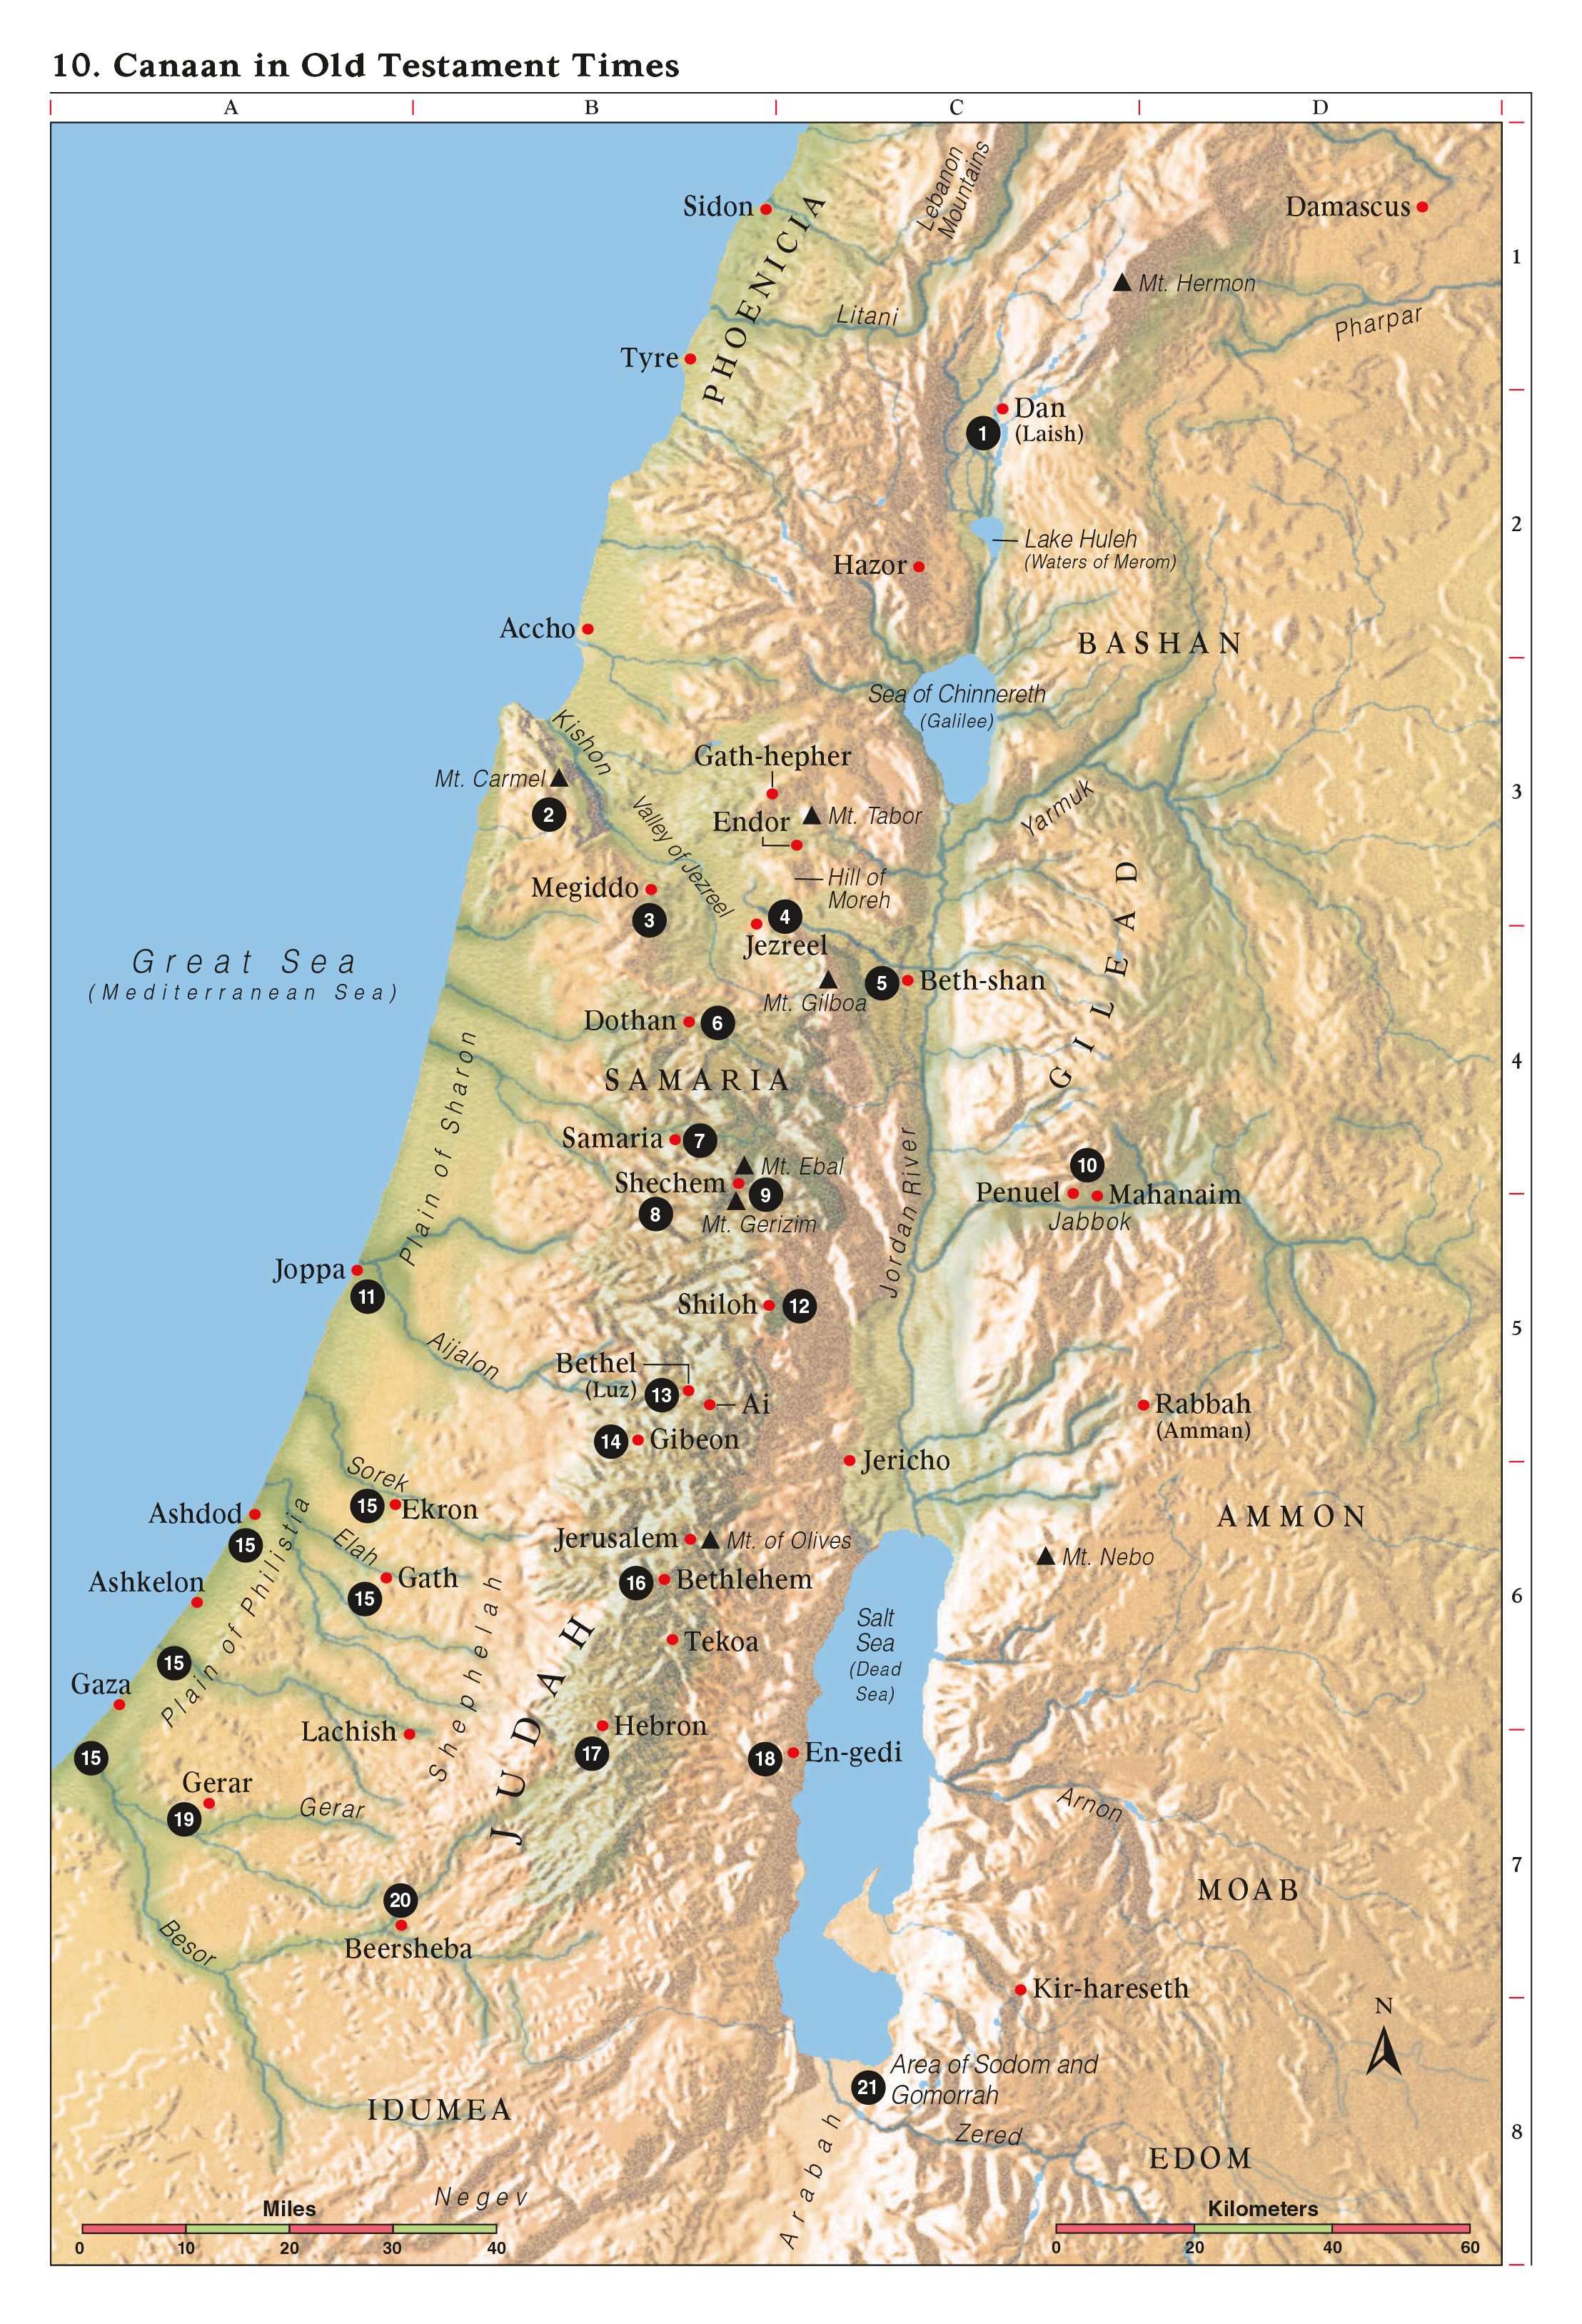 10. Canaan in Old Testament Times
A
B
C
D
Lebanon
Mountains
Sidon
Damascus
PHOENICIA
1
Mt. Hermon
Litani
Pharpar
Tyre
Dan
1
(Laish)
2
Lake Huleh
(Waters of Merom)
Hazor
Accho
BASHAN
Sea of Chinnereth
(Galilee)
Kishon
Gath-hepher
Mt. Carmel
3
2
Endor
Mt. Tabor
Yarmuk
Valley of Jezreel
Hill of
Moreh
Megiddo
3
4
Jezreel
GILEAD
Great Sea
(Mediterranean Sea)
5
Beth-shan
Mt. Gilboa
Dothan
6
4
SAMARIA
Plain of Sharon
Samaria
7
Mt. Ebal
10
Shechem
9
Penuel
Mahanaim
8
Mt. Gerizim
Jabbok
Jordan River
Joppa
11
Shiloh
12
5
Aijalon
Bethel
(Luz)
13
Ai
Rabbah
(Amman)
14
Gibeon
Jericho
Sorek
15
Ekron
Ashdod
15
AMMON
Elah
Jerusalem
Mt. of Olives
Mt. Nebo
Gath
15
Ashkelon
16
Bethlehem
6
Plain of Philistia
Salt
Sea
(Dead
Sea)
Tekoa
15
Shephelah
JUDAH
Gaza
Lachish
Hebron
17
18
En-gedi
15
Gerar
19
Gerar
Arnon
7
MOAB
20
Beersheba
Besor
Kir-hareseth
N
Area of Sodom and
Gomorrah
21
IDUMEA
Zered
8
EDOM
Arabah
Negev
Miles
0 10 20 30 40
Kilometers
0 20 40 60